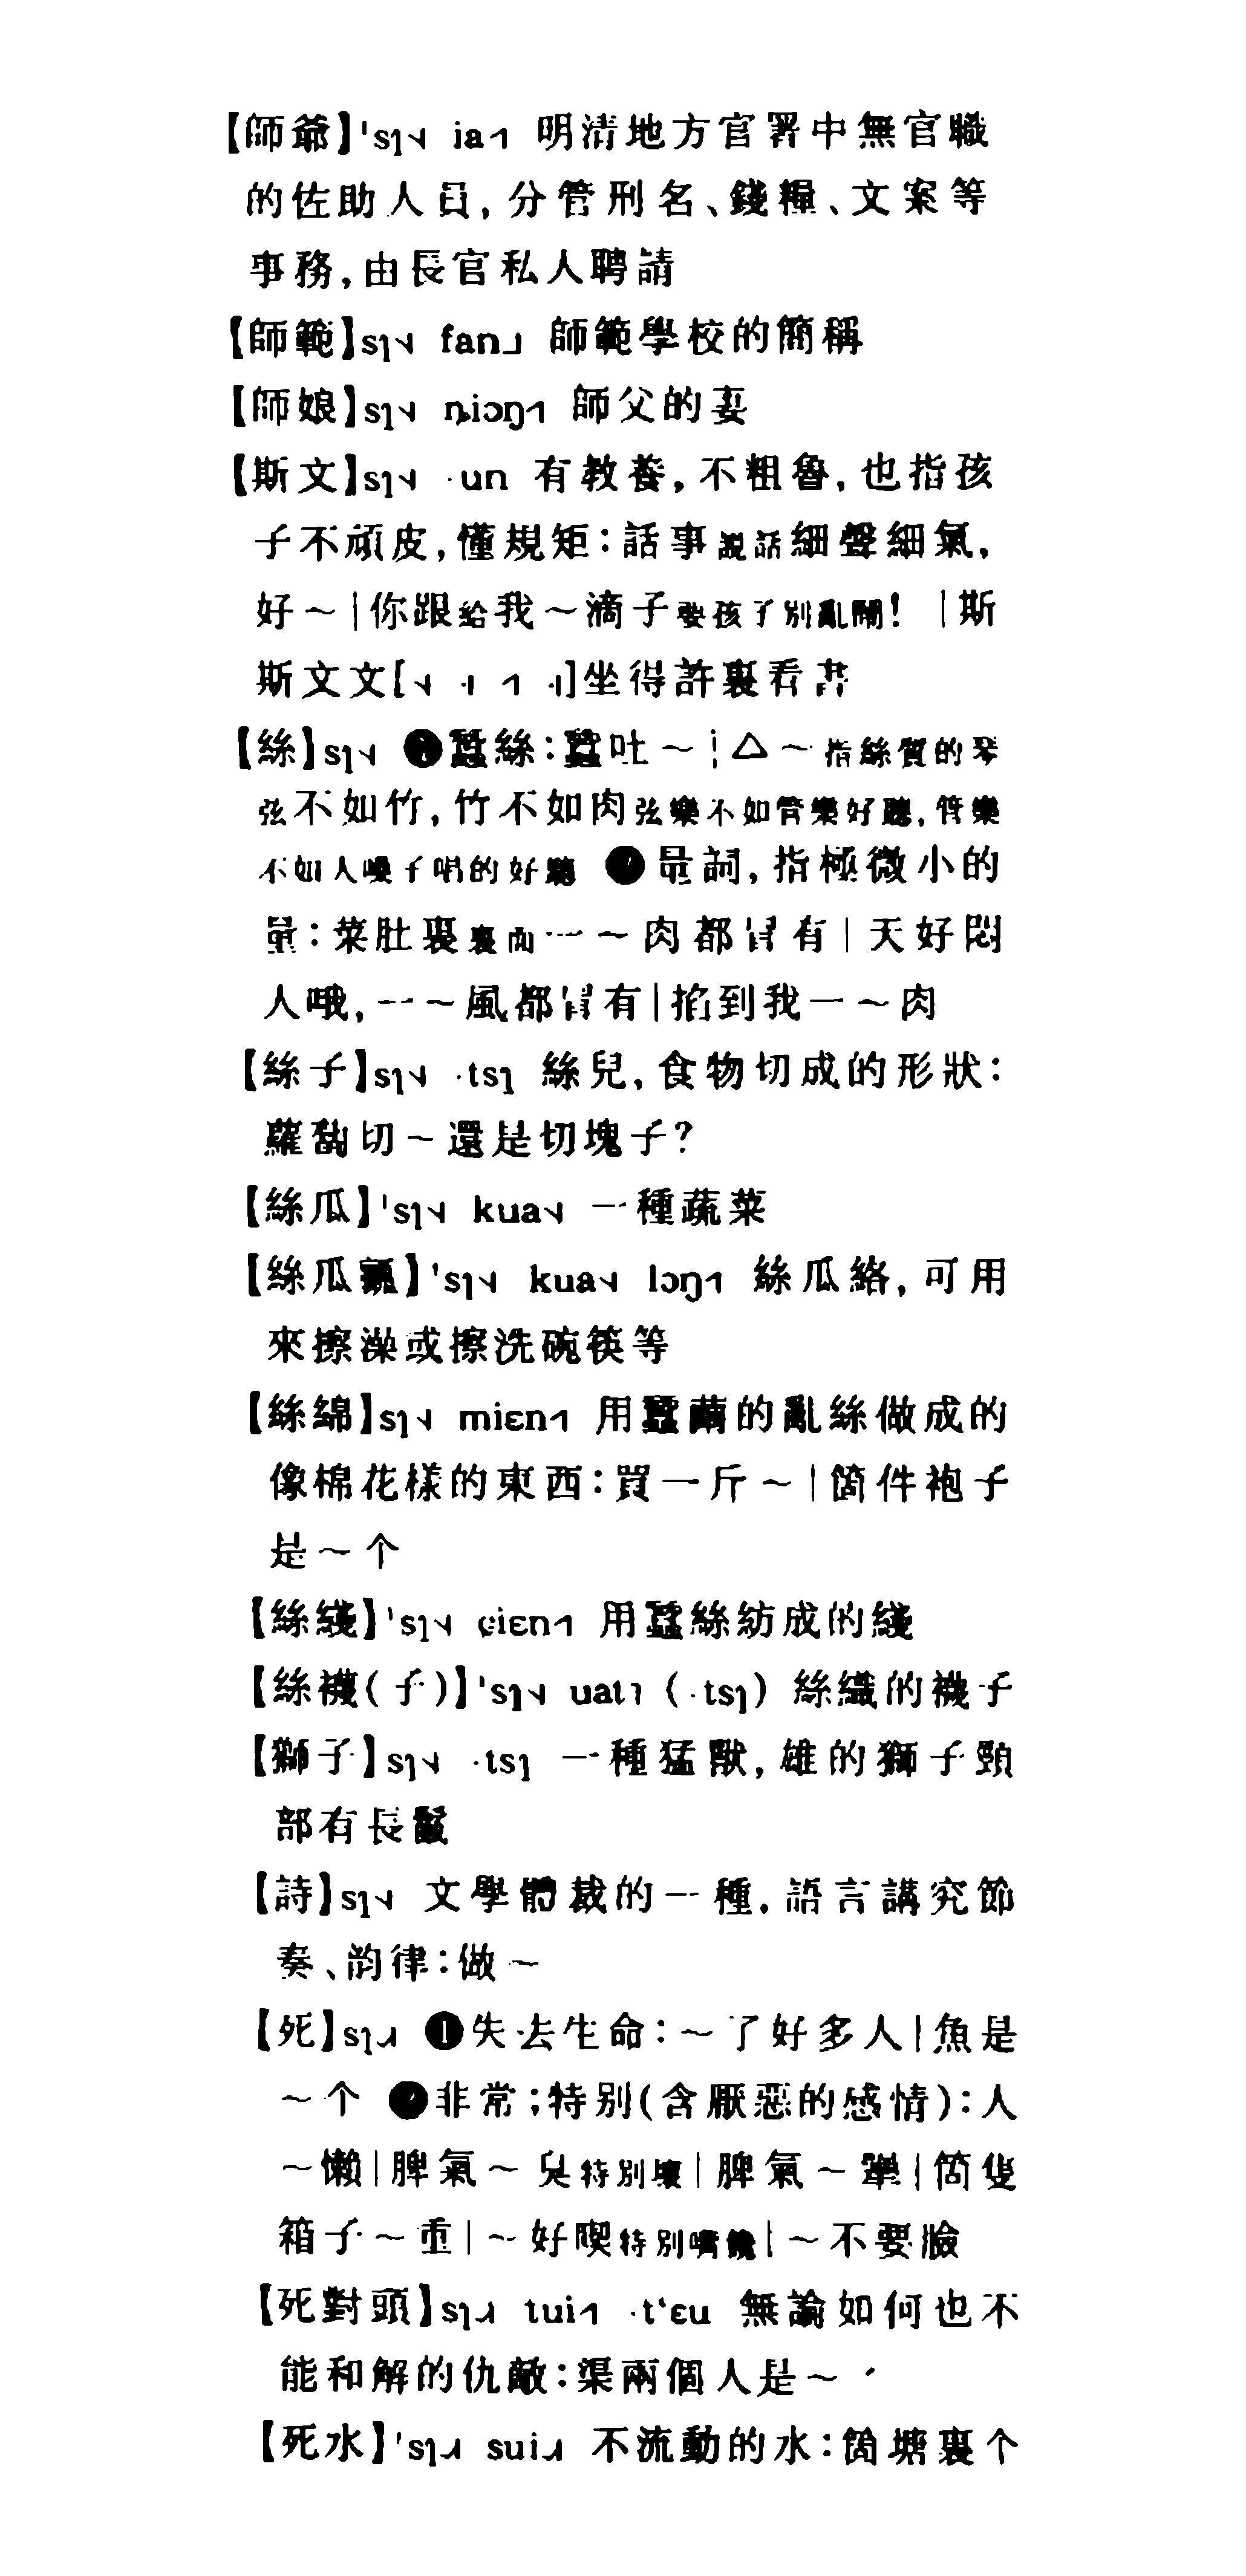 【師爺】'sɿ˧˨ ia˦ 明清地方官署中無官職
的佐助人員，分管刑名、錢糧、文案等
事務，由長官私人聘請
【師範】sɿ fan˩ 師範學校的簡稱
【師娘】sɿ ȵiɔŋ 師父的妻
【斯文】sɿ ·un 有教養，不粗魯，也指孩
子不頑皮，懂規矩：話事説話細聲細氣，
好～|你跟給我～滴子要孩子別亂鬧！|斯
斯文文坐得許裏看書
【絲】sɿ ❶蠶絲：蠶吐～|△～指絲質的琴
弦不如竹，竹不如肉弦樂不如管樂好聽，管樂
不如人嗓子唱的好聽 ❷量詞，指極微小的
量：菜肚裏裏面一～肉都冒有|天好悶
人哦，一～風都冒有|掐到我一～肉
【絲子】sɿ ·tsɿ 絲兒，食物切成的形狀：
蘿蔔切～還是切塊子？
【絲瓜】'sɿ kua 一種蔬菜
【絲瓜瓤】'sɿ kua lɔŋ 絲瓜絡，可用
來擦澡或擦洗碗筷等
【絲綿】sɿ miɛn 用蠶繭的亂絲做成的
像棉花樣的東西：買一斤～|箇件袍子
是～个
【絲綫】'sɿ ɕiɛn 用蠶絲紡成的綫
【絲襪(子)】'sɿ uat (·tsɿ) 絲織的襪子
【獅子】sɿ ·tsɿ 一種猛獸，雄的獅子頸
部有長鬣
【詩】sɿ 文學體裁的一種，語言講究節
奏、韵律：做～
【死】sɿ ❶失去生命：～了好多人|魚是
～个 ❷非常；特别(含厭惡的感情)：人
～懶|脾氣～兒特別壞|脾氣～犟|箇隻
箱子～重|～好喫特別嘴饞|～不要臉
【死對頭】sɿ tui ·tʻɛu 無論如何也不
能和解的仇敵：渠兩個人是～
【死水】'sɿ sui 不流動的水：箇塘裏个